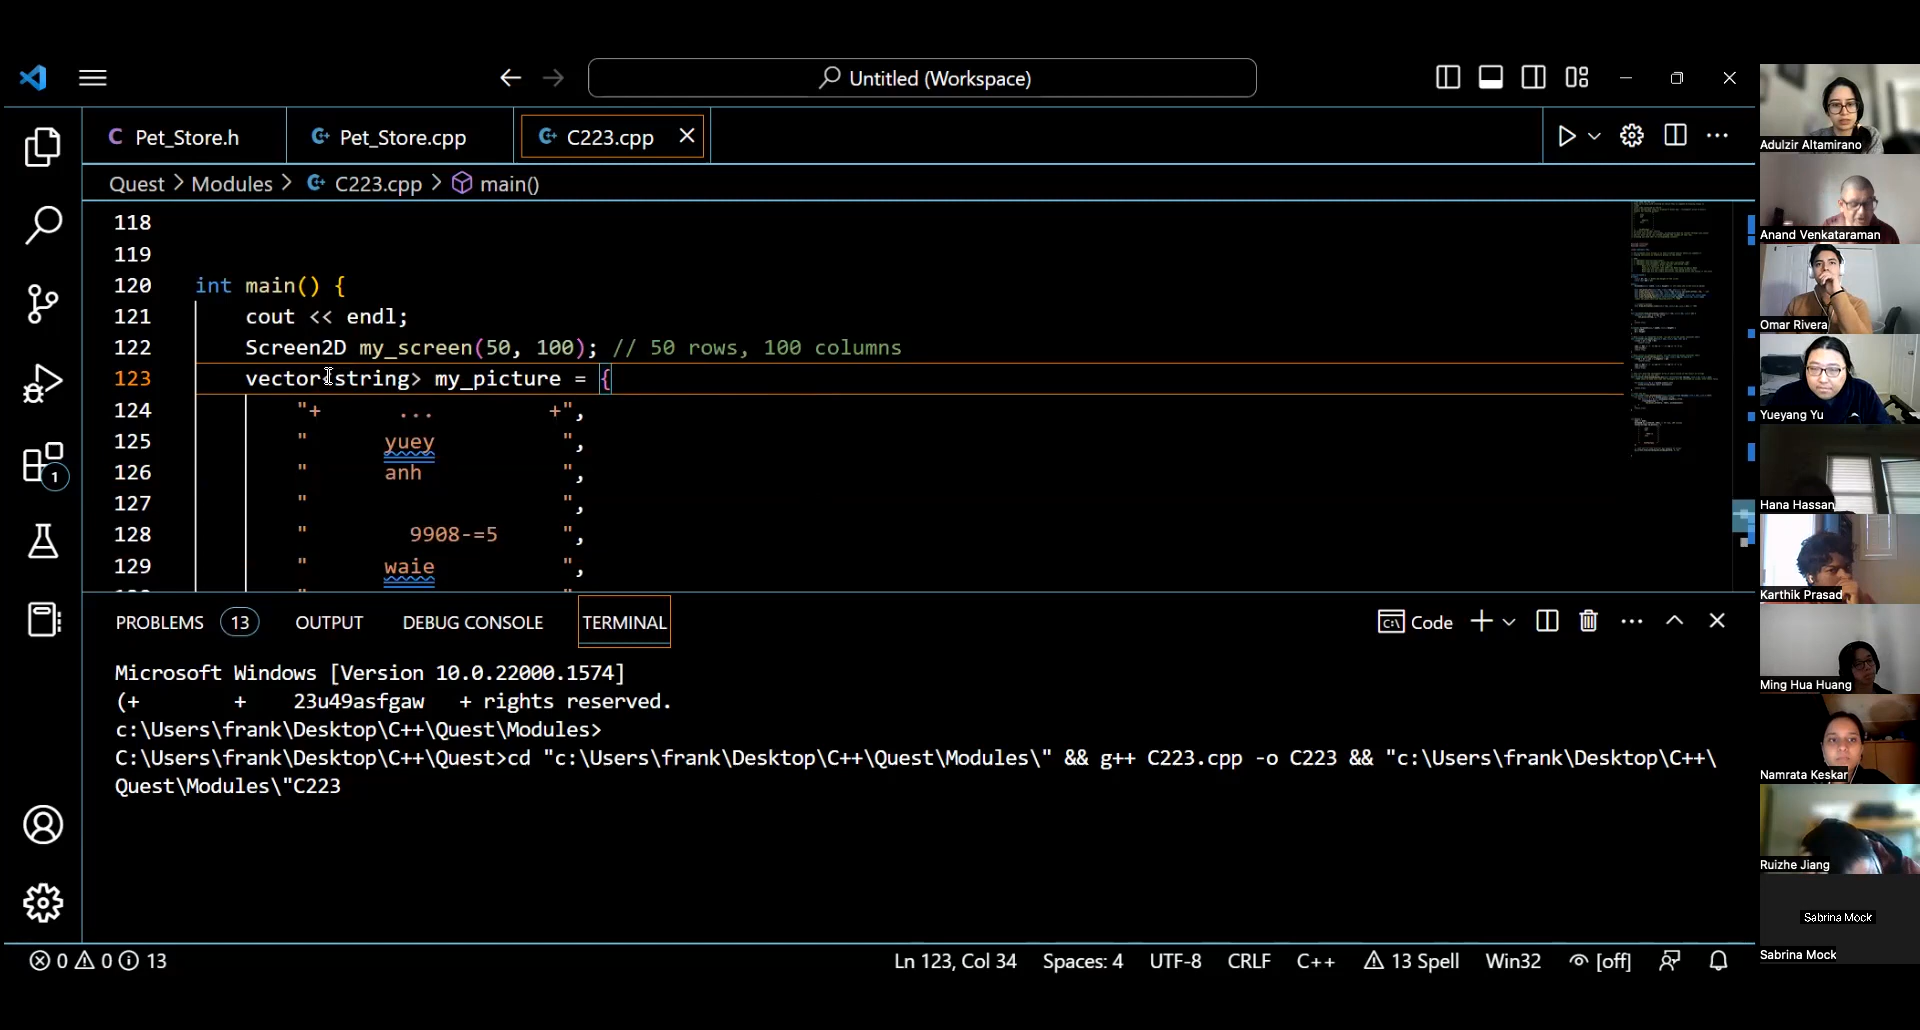 Untitled (Workspace)
Pet_Store.h
Pet_Store.cpp
C223.cpp
Quest > Modules > C223.cpp > main()
118
119
120 int main() {
121 cout << endl;
122 Screen2D my_screen(50, 100); // 50 rows, 100 columns
123 vector<string> my_picture = {
124 "+ ... +",
125 " yuey ",
126 " anh ",
127 " ",
128 " 9908-=5 ",
129 " waie ",
PROBLEMS 13 OUTPUT DEBUG CONSOLE TERMINAL
Code
Microsoft Windows [Version 10.0.22000.1574]
(+ + 23u49asfgaw + rights reserved.
c:\Users\frank\Desktop\C++\Quest\Modules>
C:\Users\frank\Desktop\C++\Quest>cd "c:\Users\frank\Desktop\C++\Quest\Modules\" && g++ C223.cpp -o C223 && "c:\Users\frank\Desktop\C++\
Quest\Modules\"C223
1
0 0 13
Ln 123, Col 34 Spaces: 4 UTF-8 CRLF C++ 13 Spell Win32 [off]
Adulzir Altamirano
Anand Venkataraman
Omar Rivera
Yueyang Yu
Hana Hassan
Karthik Prasad
Ming Hua Huang
Namrata Keskar
Ruizhe Jiang
Sabrina Mock
Sabrina Mock